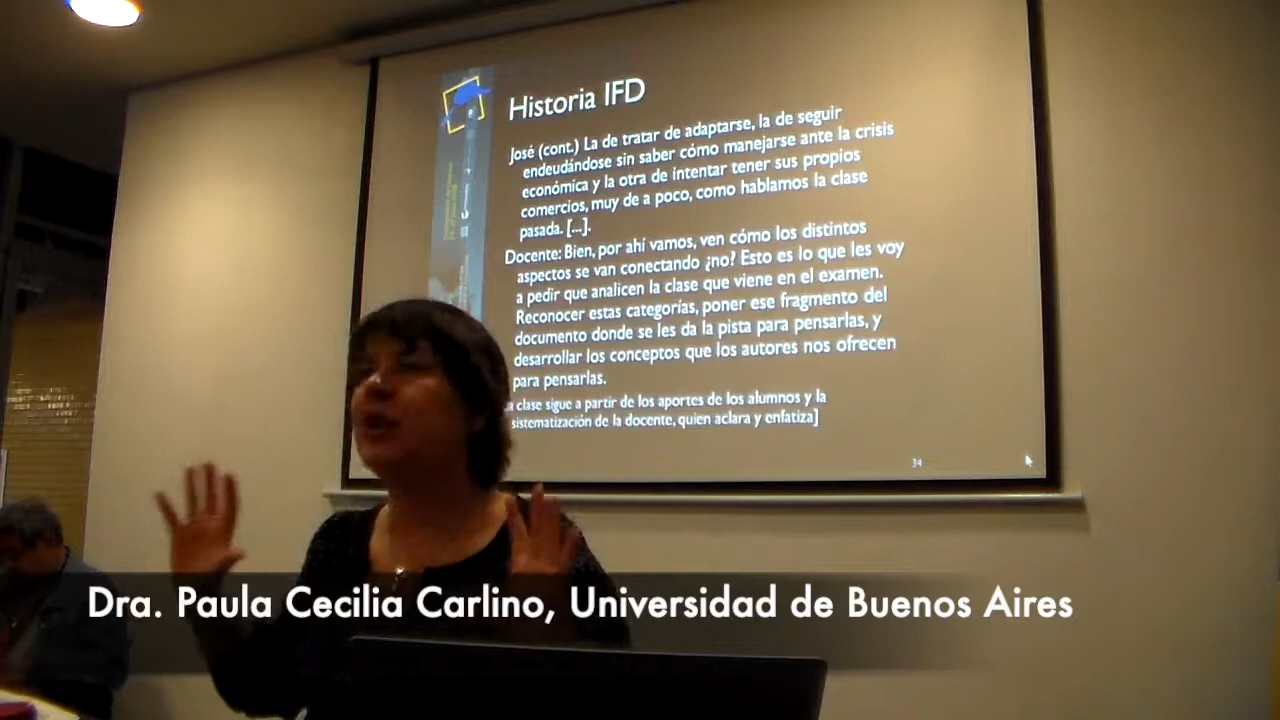 Historia IFD
José (cont.) La de tratar de adaptarse, la de seguir
endeudándose sin saber cómo manejarse ante la crisis
económica y la otra de intentar tener sus propios
comercios, muy de a poco, como hablamos la clase
pasada. [...].
Docente: Bien, por ahí vamos, ven cómo los distintos
aspectos se van conectando ¿no? Esto es lo que les voy
a pedir que analicen la clase que viene en el examen.
Reconocer estas categorías, poner ese fragmento del
documento donde se les da la pista para pensarlas, y
desarrollar los conceptos que los autores nos ofrecen
para pensarlas.
a clase sigue a partir de los aportes de los alumnos y la
sistematización de la docente, quien aclara y enfatiza]
34
Dra. Paula Cecilia Carlino, Universidad de Buenos Aires